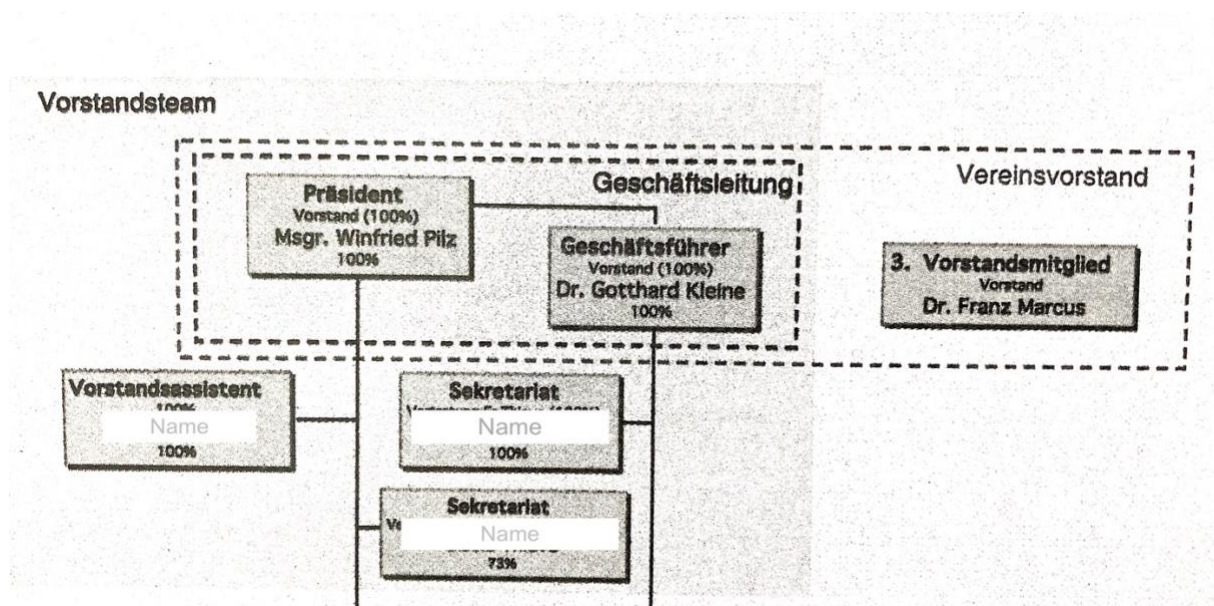 Vorstandsteam
Geschäftsleitung
Vereinsvorstand
Präsident
Vorstand (100%)
Msgr. Winfried Pilz
100%
Geschäftsführer
Vorstand (100%)
Dr. Gotthard Kleine
100%
3. Vorstandsmitglied
Vorstand
Dr. Franz Marcus
Vorstandsassistent
100%
Name
100%
Sekretariat
Name
100%
Sekretariat
Name
73%